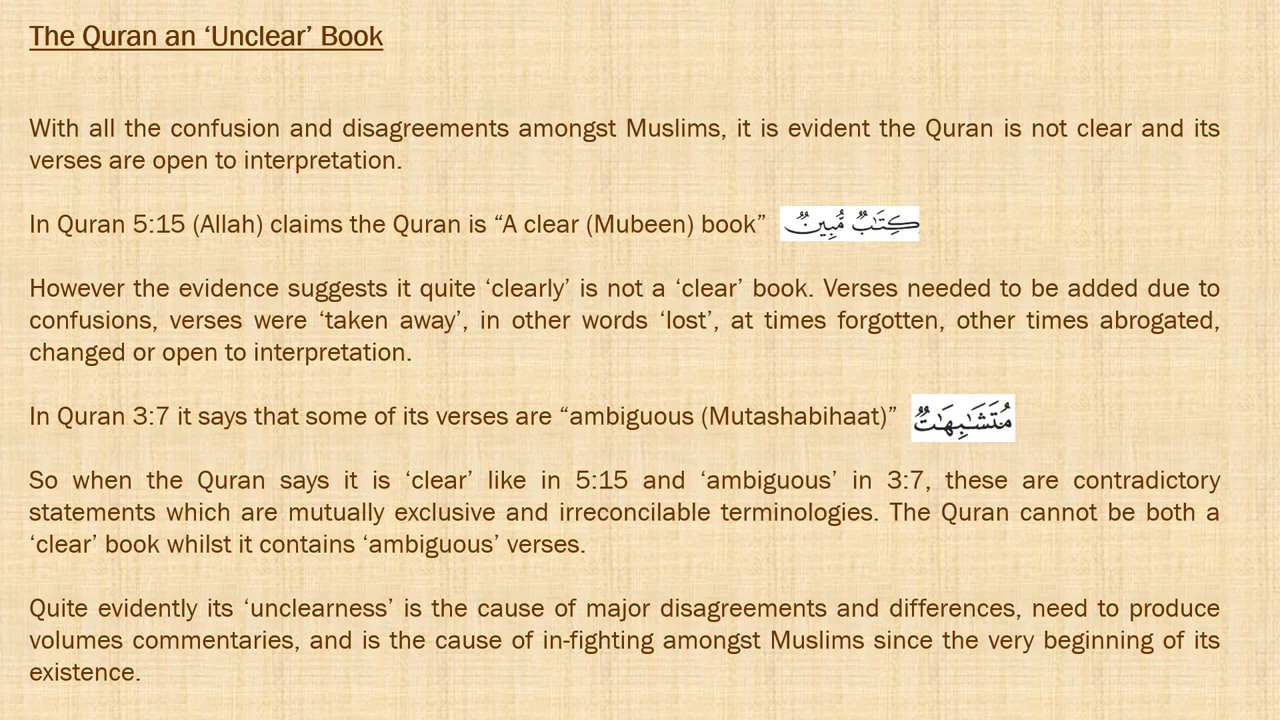 The Quran an ‘Unclear’ Book
With all the confusion and disagreements amongst Muslims, it is evident the Quran is not clear and its
verses are open to interpretation.
In Quran 5:15 (Allah) claims the Quran is “A clear (Mubeen) book” كِتَٰبٌ مُّبِينٌ
However the evidence suggests it quite ‘clearly’ is not a ‘clear’ book. Verses needed to be added due to
confusions, verses were ‘taken away’, in other words ‘lost’, at times forgotten, other times abrogated,
changed or open to interpretation.
In Quran 3:7 it says that some of its verses are “ambiguous (Mutashabihaat)” مُتَشَٰبِهَٰتٌ
So when the Quran says it is ‘clear’ like in 5:15 and ‘ambiguous’ in 3:7, these are contradictory
statements which are mutually exclusive and irreconcilable terminologies. The Quran cannot be both a
‘clear’ book whilst it contains ‘ambiguous’ verses.
Quite evidently its ‘unclearness’ is the cause of major disagreements and differences, need to produce
volumes commentaries, and is the cause of in-fighting amongst Muslims since the very beginning of its
existence.